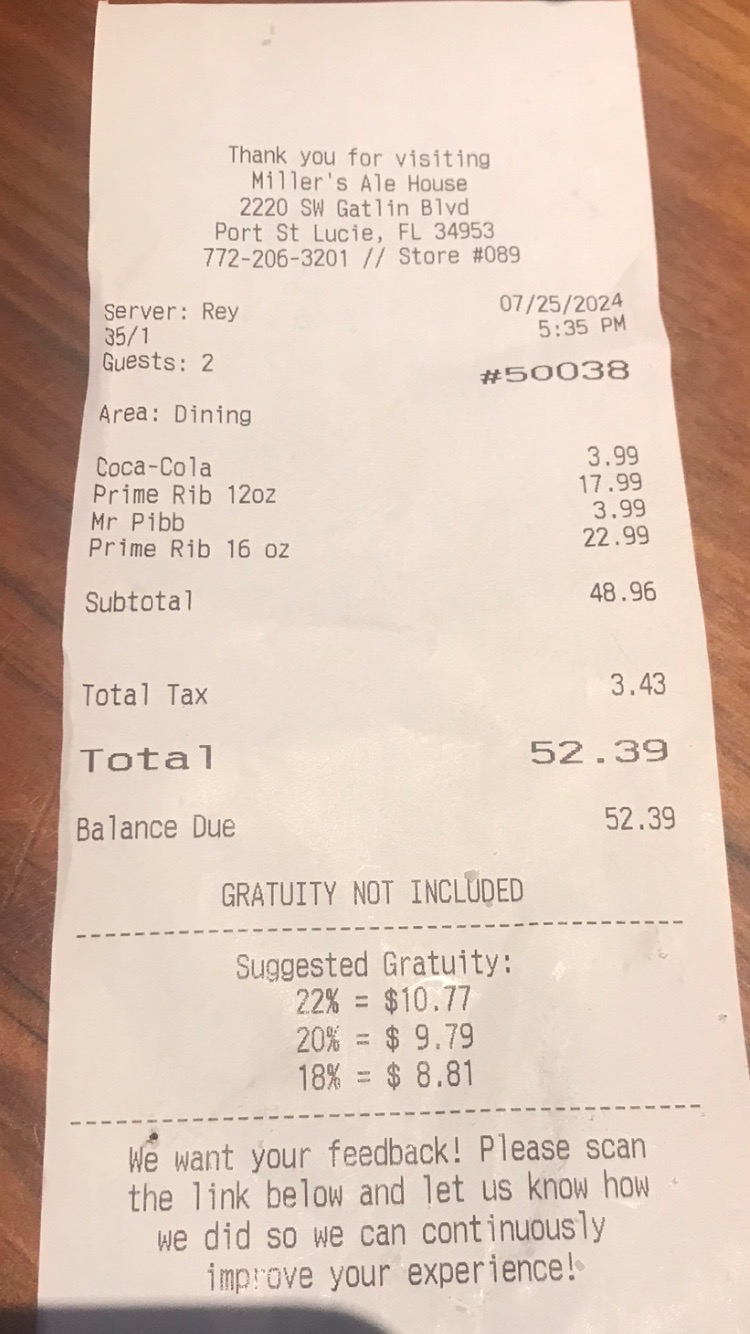 Thank you for visiting
Miller's Ale House
2220 SW Gatlin Blvd
Port St Lucie, FL 34953
772-206-3201 // Store #089
Server: Rey 07/25/2024
35/1 5:35 PM
Guests: 2 #50038
Area: Dining
Coca-Cola 3.99
Prime Rib 12oz 17.99
Mr Pibb 3.99
Prime Rib 16 oz 22.99
Subtotal 48.96
Total Tax 3.43
Total 52.39
Balance Due 52.39
GRATUITY NOT INCLUDED
Suggested Gratuity:
22% = $10.77
20% = $ 9.79
18% = $ 8.81
We want your feedback! Please scan
the link below and let us know how
we did so we can continuously
improve your experience!